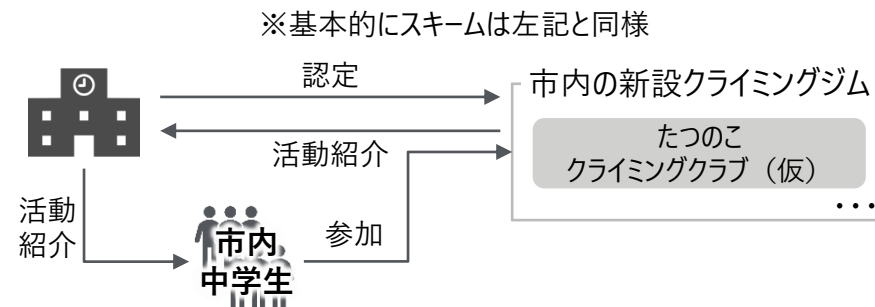 ※基本的にスキームは左記と同様
認定
市内の新設クライミングジム
活動紹介
たつのこ
クライミングクラブ（仮）
・・・
活動
紹介
市内
中学生
参加